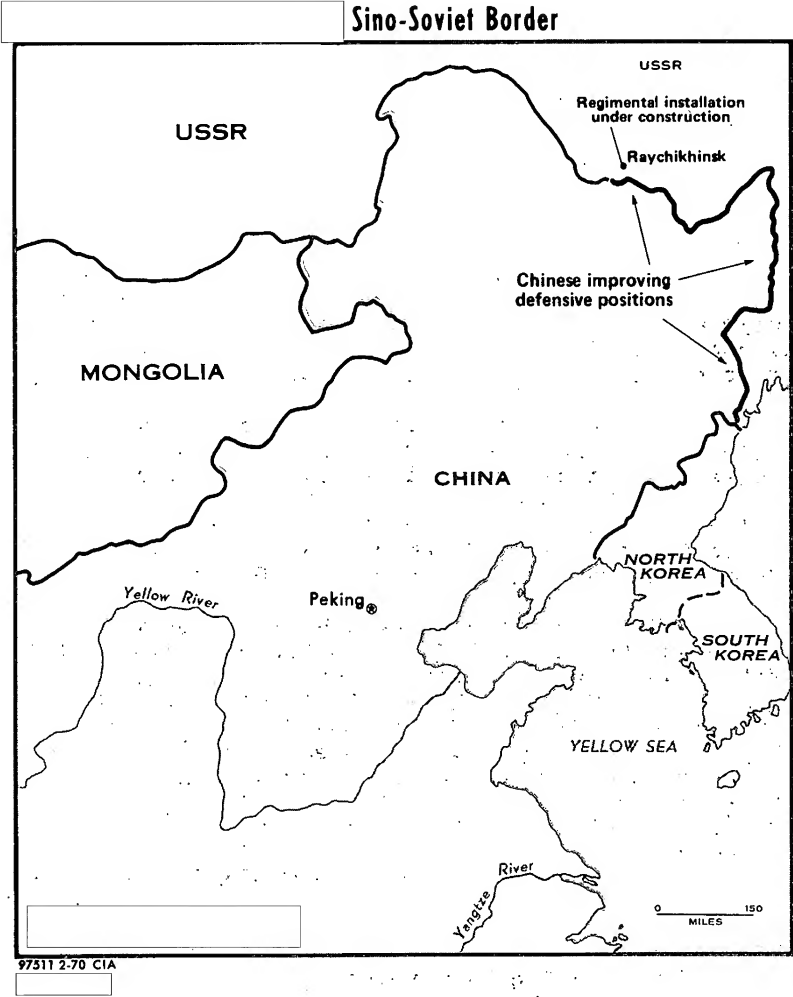 Sino-Soviet Border
USSR
Regimental installation
under construction
USSR
Raychikhinsk
Chinese improving
defensive positions
MONGOLIA
CHINA
NORTH
KOREA
Yellow River
Peking
SOUTH
KOREA
YELLOW SEA
Yangtze River
0 150
MILES
97511 2-70 CIA